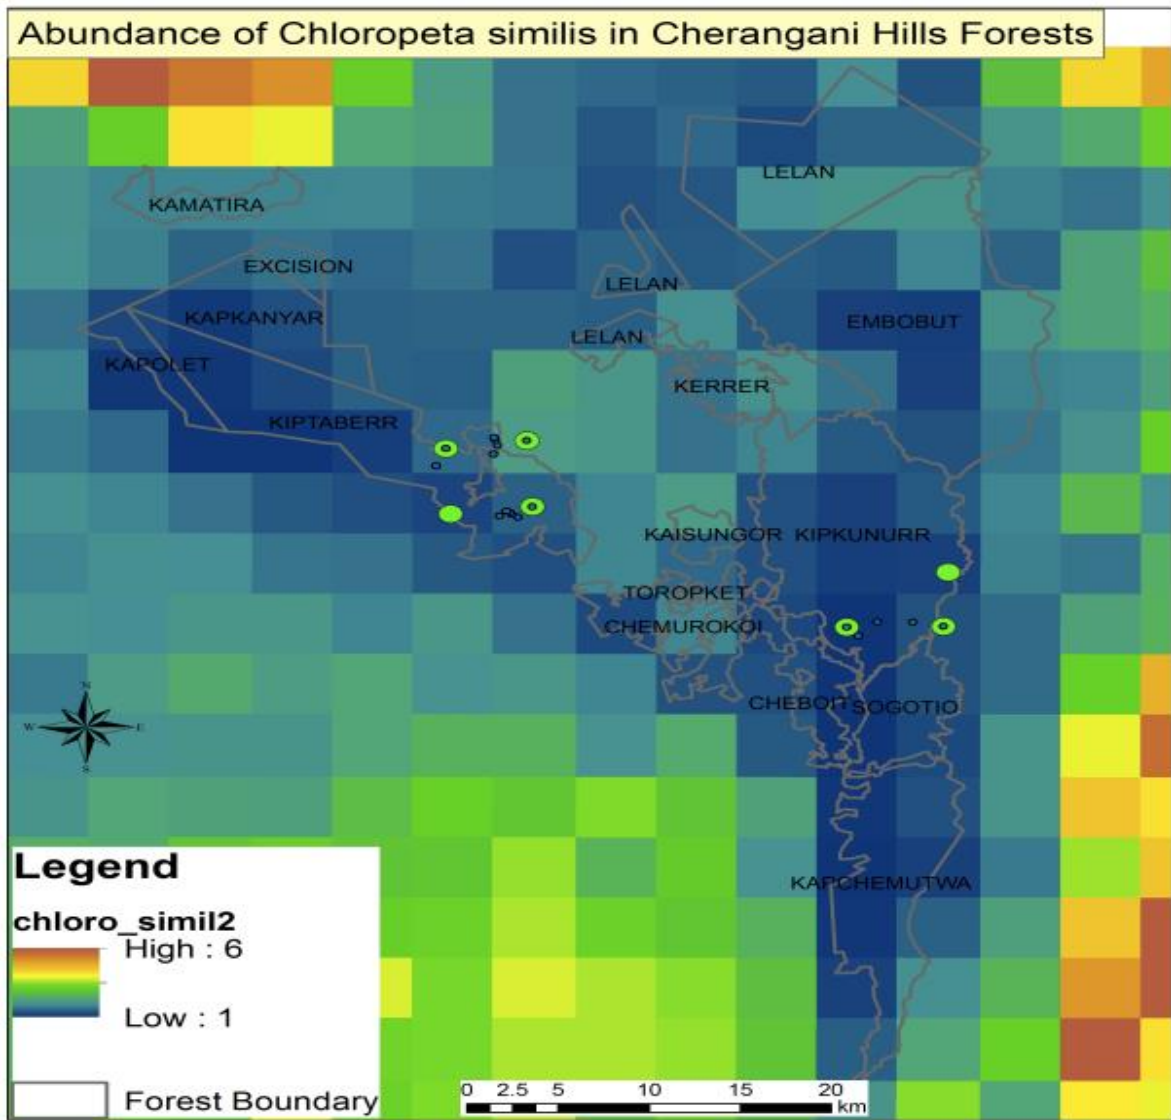 Abundance of Chloropeta similis in Cherangani Hills Forests
LELAN
KAMATIRA
EXCISION
LELAN
KAPKANYAR
EMBOBUT
LELAN
KAPOLET
KERRER
KIPTABERR
KAISUNGOR
KIPKUNURR
TOROPKET
CHEMUROKOI
N
W
E
S
CHEBOIT
SOGOTIO
KAPCHEMUTWA
Legend
chloro_simil2
High : 6
Low : 1
Forest Boundary
0 2.5 5 10 15 20
km